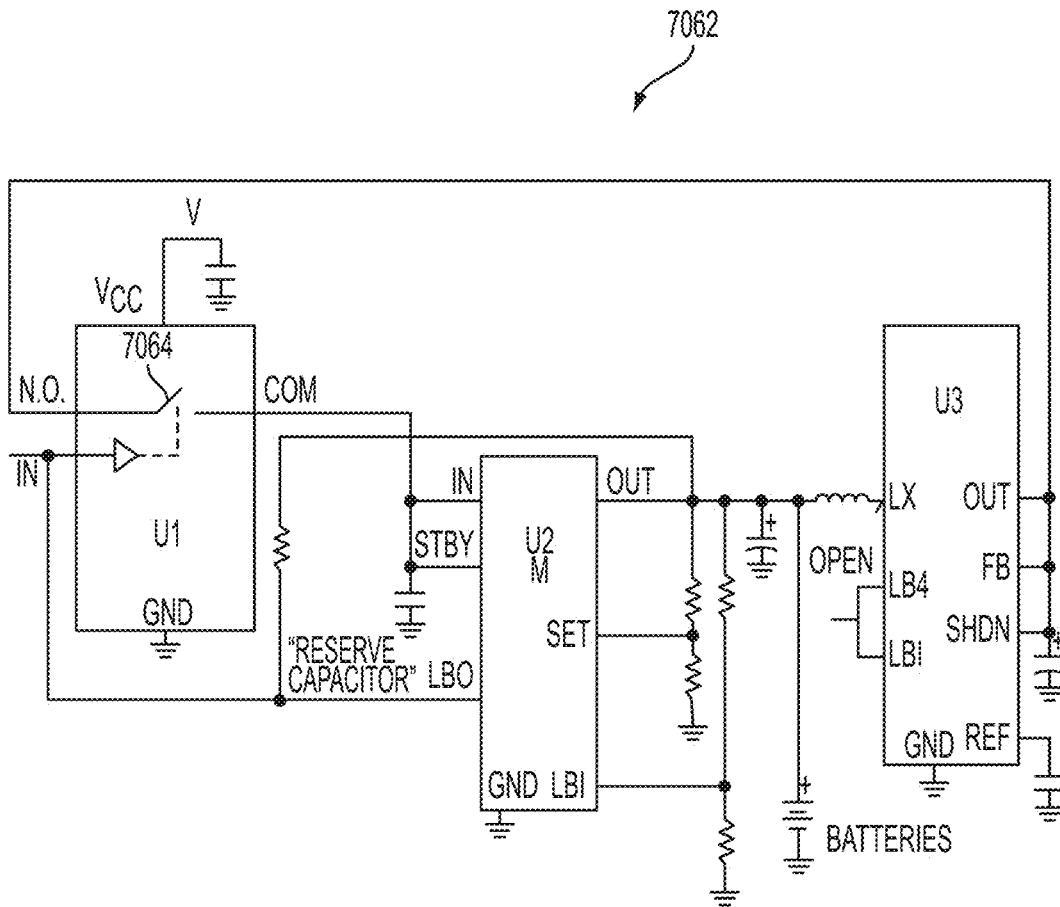 7062
V
VCC
7064
N.O.
COM
IN
U1
GND
"RESERVE
CAPACITOR"
IN
STBY
LBO
U2
M
OUT
SET
GND
LBI
+
+
BATTERIES
U3
LX
OPEN
LB4
LBI
OUT
FB
SHDN
+
REF
GND